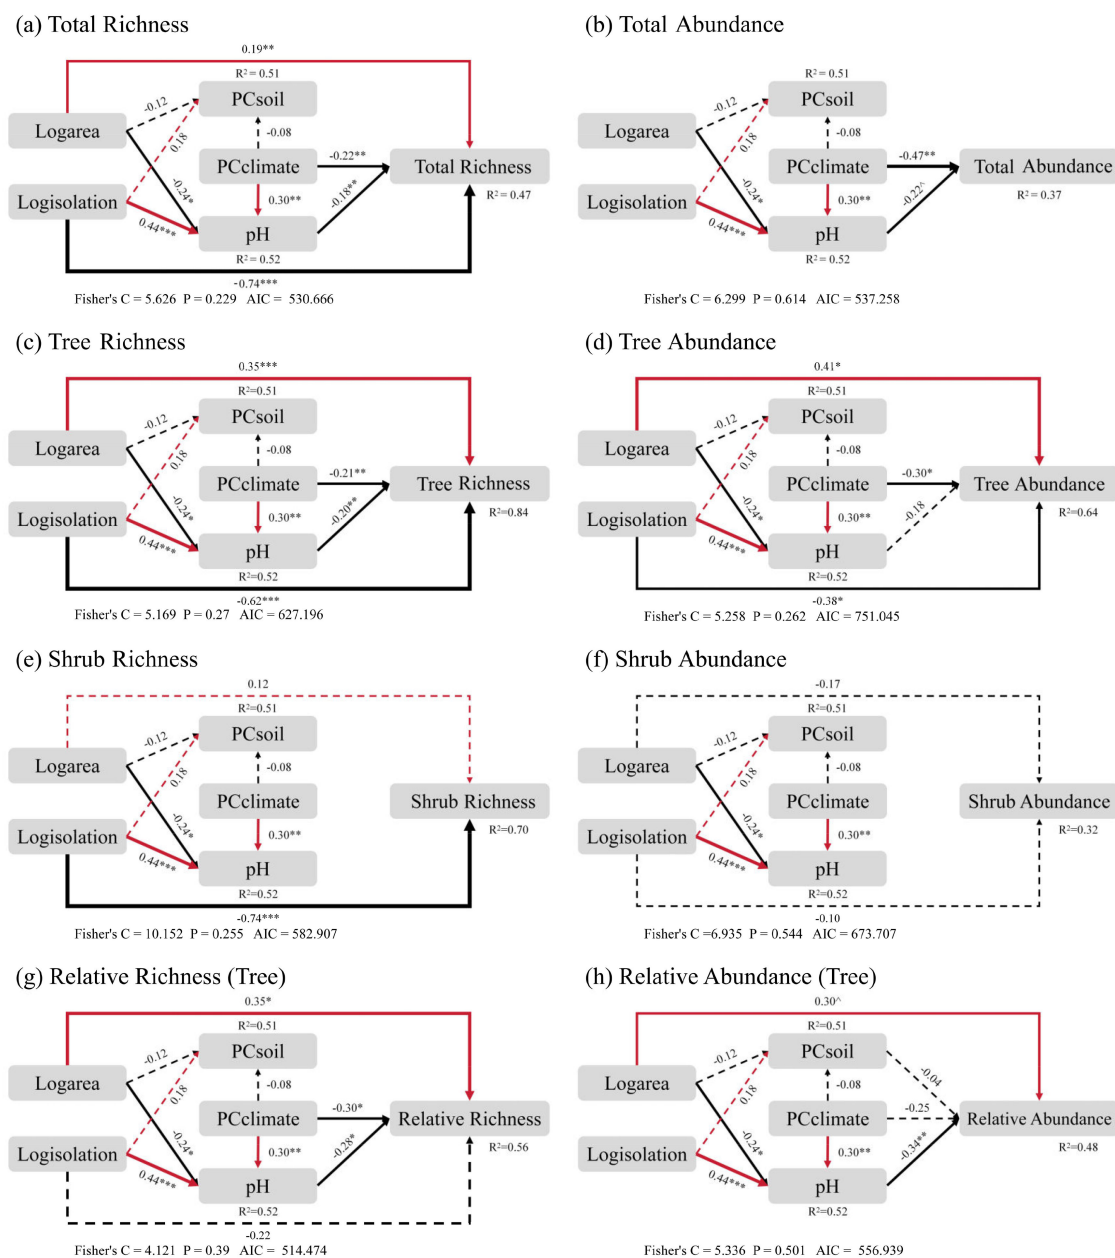 (a) Total Richness
0.19**
R² = 0.51
PCsoil
-0.12
Logarea
0.18
-0.08
PCclimate
-0.22**
Total Richness
R² = 0.47
-0.24*
0.30**
-0.18**
Logisolation
0.44***
pH
R² = 0.52
-0.74***
Fisher's C = 5.626 P = 0.229 AIC = 530.666
(b) Total Abundance
R² = 0.51
PCsoil
-0.12
Logarea
0.18
-0.08
PCclimate
-0.47**
Total Abundance
R² = 0.37
-0.24*
0.30**
-0.22^
Logisolation
0.44***
pH
R² = 0.52
Fisher's C = 6.299 P = 0.614 AIC = 537.258
(c) Tree Richness
0.35***
R²=0.51
PCsoil
-0.12
Logarea
0.18
-0.08
PCclimate
-0.21**
Tree Richness
R²=0.84
-0.24*
0.30**
-0.20**
Logisolation
0.44***
pH
R²=0.52
-0.62***
Fisher's C = 5.169 P = 0.27 AIC = 627.196
(d) Tree Abundance
0.41*
R²=0.51
PCsoil
-0.12
Logarea
0.18
-0.08
PCclimate
-0.30*
Tree Abundance
R²=0.64
-0.24*
0.30**
-0.18
Logisolation
0.44***
pH
R²=0.52
-0.38*
Fisher's C = 5.258 P = 0.262 AIC = 751.045
(e) Shrub Richness
0.12
R²=0.51
PCsoil
-0.12
Logarea
0.18
-0.08
PCclimate
Shrub Richness
R²=0.70
-0.24*
0.30**
Logisolation
0.44***
pH
R²=0.52
-0.74***
Fisher's C = 10.152 P = 0.255 AIC = 582.907
(f) Shrub Abundance
-0.17
R²=0.51
PCsoil
-0.12
Logarea
0.18
-0.08
PCclimate
Shrub Abundance
R²=0.32
-0.24*
0.30**
Logisolation
0.44***
pH
R²=0.52
-0.10
Fisher's C =6.935 P = 0.544 AIC = 673.707
(g) Relative Richness (Tree)
0.35*
R²=0.51
PCsoil
-0.12
Logarea
0.18
-0.08
PCclimate
-0.30*
Relative Richness
R²=0.56
-0.24*
0.30**
-0.28*
Logisolation
0.44***
pH
R²=0.52
-0.22
Fisher's C = 4.121 P = 0.39 AIC = 514.474
(h) Relative Abundance (Tree)
0.30^
R²=0.51
PCsoil
-0.12
Logarea
0.18
-0.08
-0.04
PCclimate
-0.25
Relative Abundance
R²=0.48
-0.24*
0.30**
-0.34**
Logisolation
0.44***
pH
R²=0.52
Fisher's C = 5.336 P = 0.501 AIC = 556.939